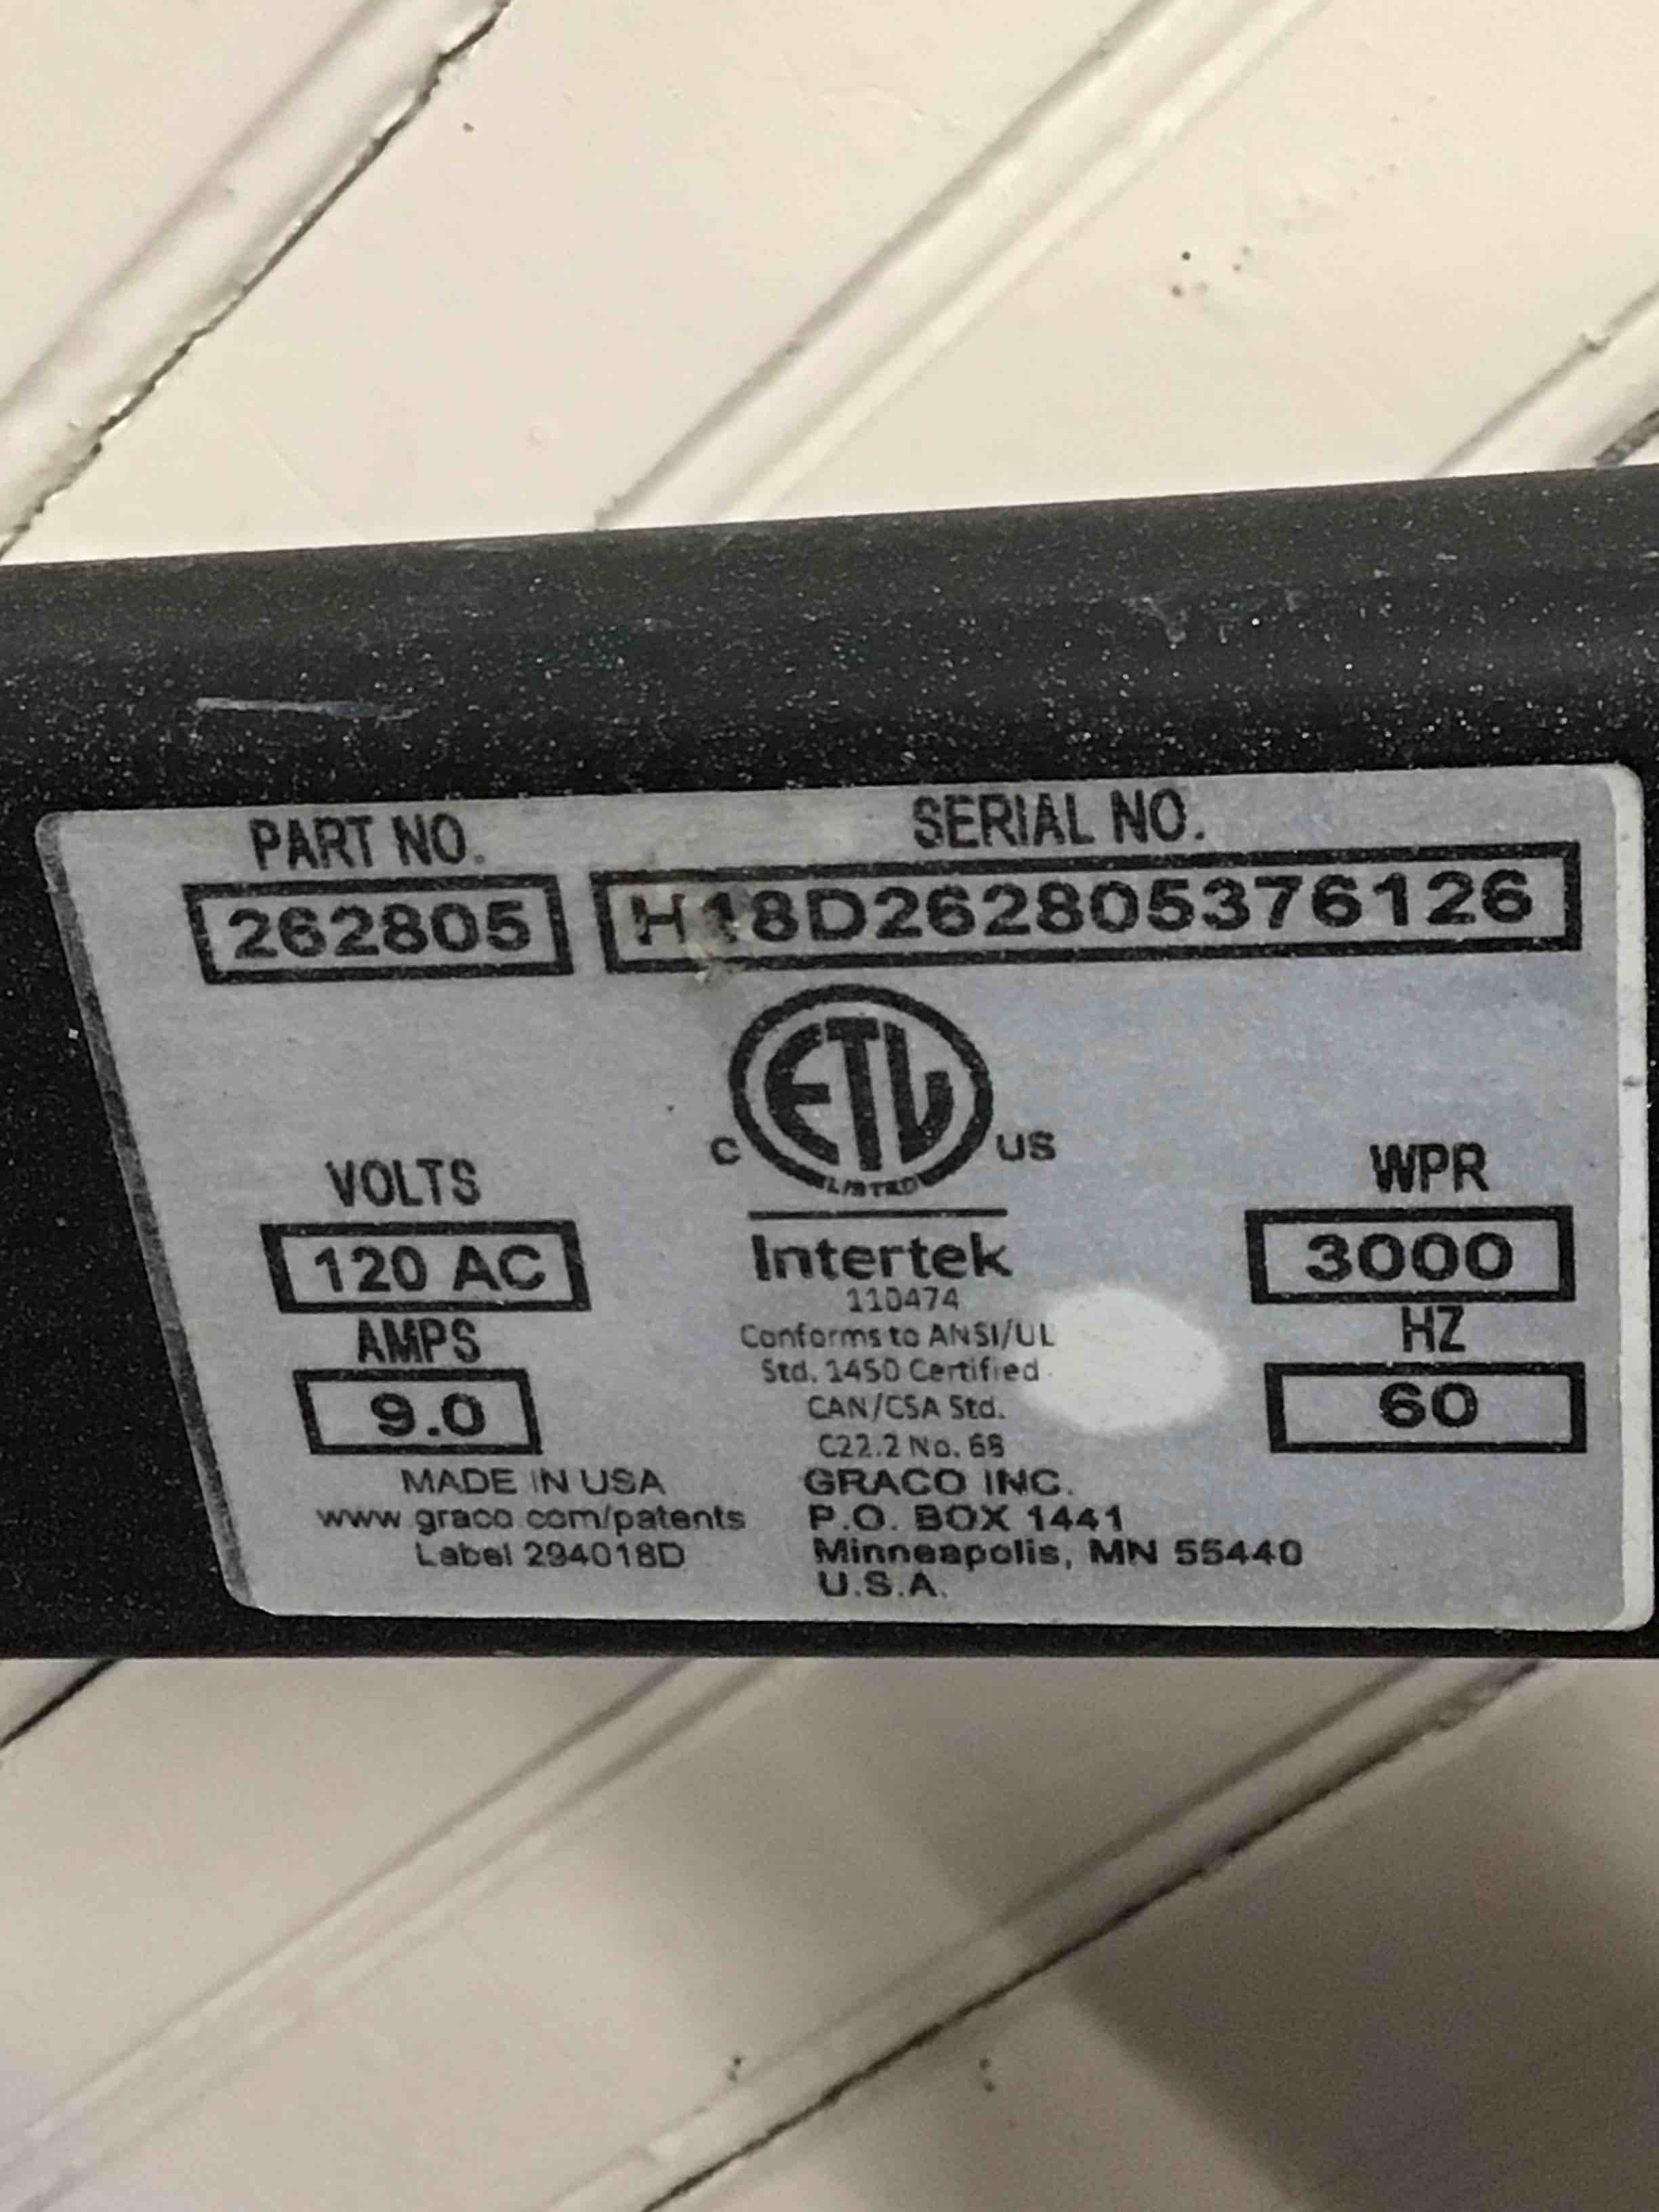 PART NO. SERIAL NO.
262805 H18D262805376126
ETL
C US
LISTED
VOLTS WPR
120 AC Intertek 3000
110474
AMPS Conforms to ANSI/UL HZ
9.0 Std. 1450 Certified 60
CAN/CSA Std.
C22.2 No. 68
MADE IN USA GRACO INC.
www.graco.com/patents P.O. BOX 1441
Label 294018D Minneapolis, MN 55440
U.S.A.